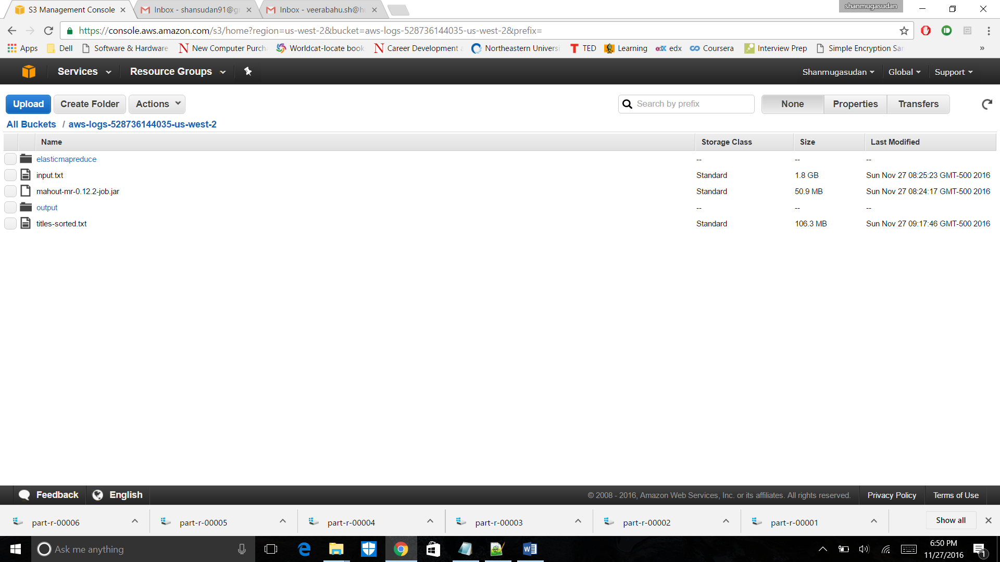 S3 Management Console
Inbox - shansudan91@g
Inbox - veerabahu.sh@h
shanmugasudan
https://console.aws.amazon.com/s3/home?region=us-west-2&bucket=aws-logs-528736144035-us-west-2&prefix=
Apps Dell Software & Hardware New Computer Purch Worldcat-locate book Career Development Northeastern Universi TED Learning edx Coursera Interview Prep Simple Encryption Sa »
Services Resource Groups Shanmugasudan Global Support
Upload Create Folder Actions Search by prefix None Properties Transfers
All Buckets / aws-logs-528736144035-us-west-2
Name Storage Class Size Last Modified
elasticmapreduce -- -- --
input.txt Standard 1.8 GB Sun Nov 27 08:25:23 GMT-500 2016
mahout-mr-0.12.2-job.jar Standard 50.9 MB Sun Nov 27 08:24:17 GMT-500 2016
output -- -- --
titles-sorted.txt Standard 106.3 MB Sun Nov 27 09:17:46 GMT-500 2016
Feedback English © 2008 - 2016, Amazon Web Services, Inc. or its affiliates. All rights reserved. Privacy Policy Terms of Use
part-r-00006 part-r-00005 part-r-00004 part-r-00003 part-r-00002 part-r-00001 Show all
Ask me anything
6:50 PM
11/27/2016
1